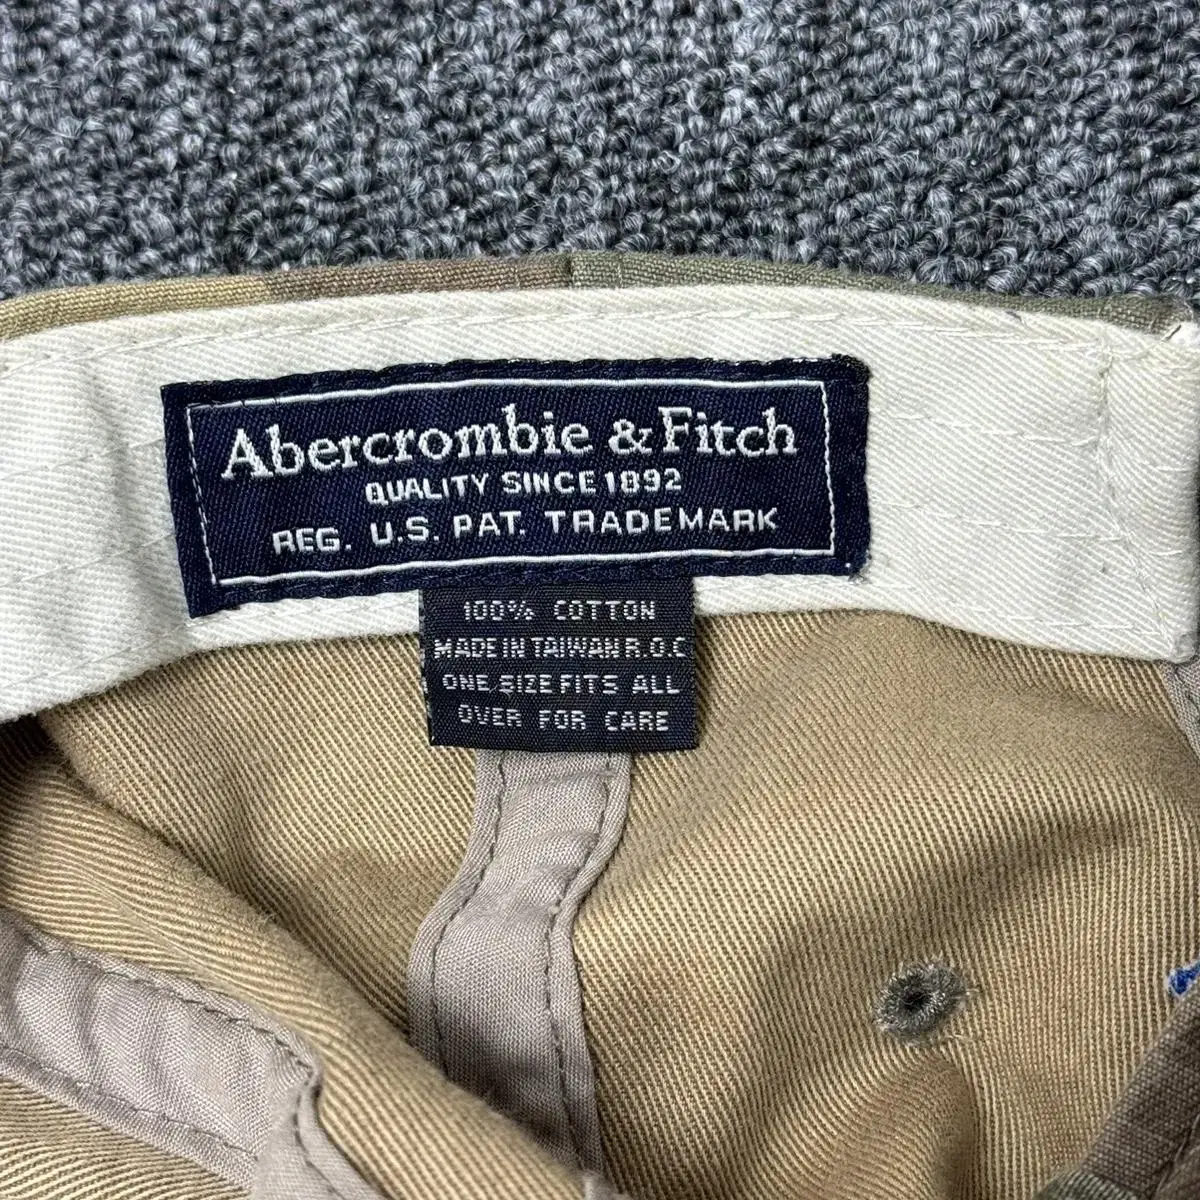 Abercrombie & Fitch
QUALITY SINCE 1892
REG. U.S. PAT. TRADEMARK
100% COTTON
MADE IN TAIWAN R.O.C
ONE SIZE FITS ALL
OVER FOR CARE